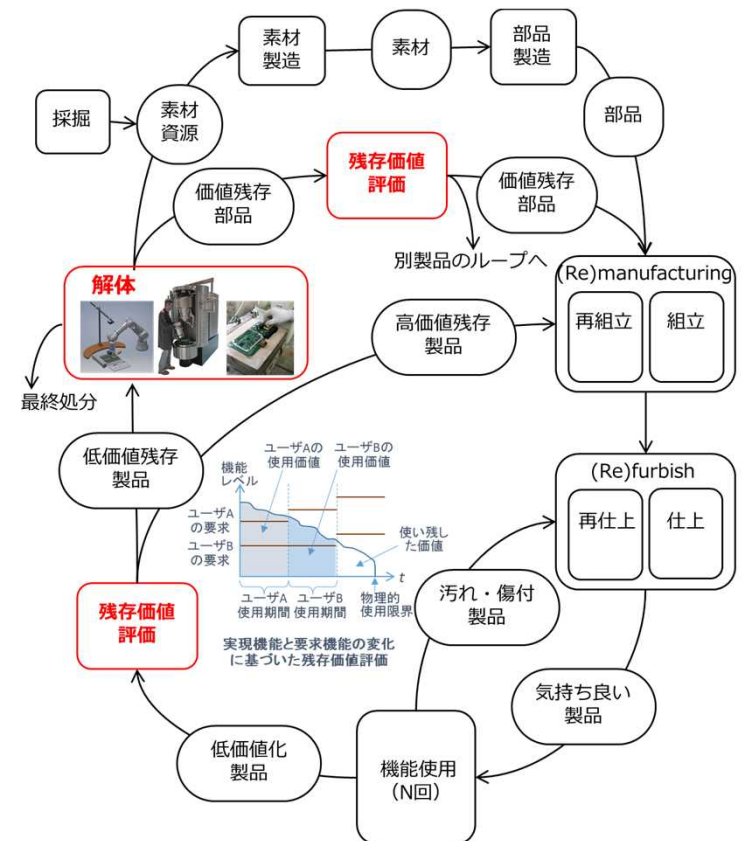 素材
製造
素材
部品
製造
採掘
素材
資源
部品
残存価値
評価
価値残存
部品
価値残存
部品
別製品のループへ
解体
(Re)manufacturing
再組立
組立
高価値残存
製品
最終処分
低価値残存
製品
ユーザAの
使用価値
ユーザBの
使用価値
機能
レベル
ユーザA
の要求
ユーザB
の要求
使い残し
た価値
t
ユーザA
使用期間
ユーザB
使用期間
物理的
使用限界
実現機能と要求機能の変化
に基づいた残存価値評価
(Re)furbish
再仕上
仕上
残存価値
評価
汚れ・傷付
製品
気持ち良い
製品
低価値化
製品
機能使用
(N回)